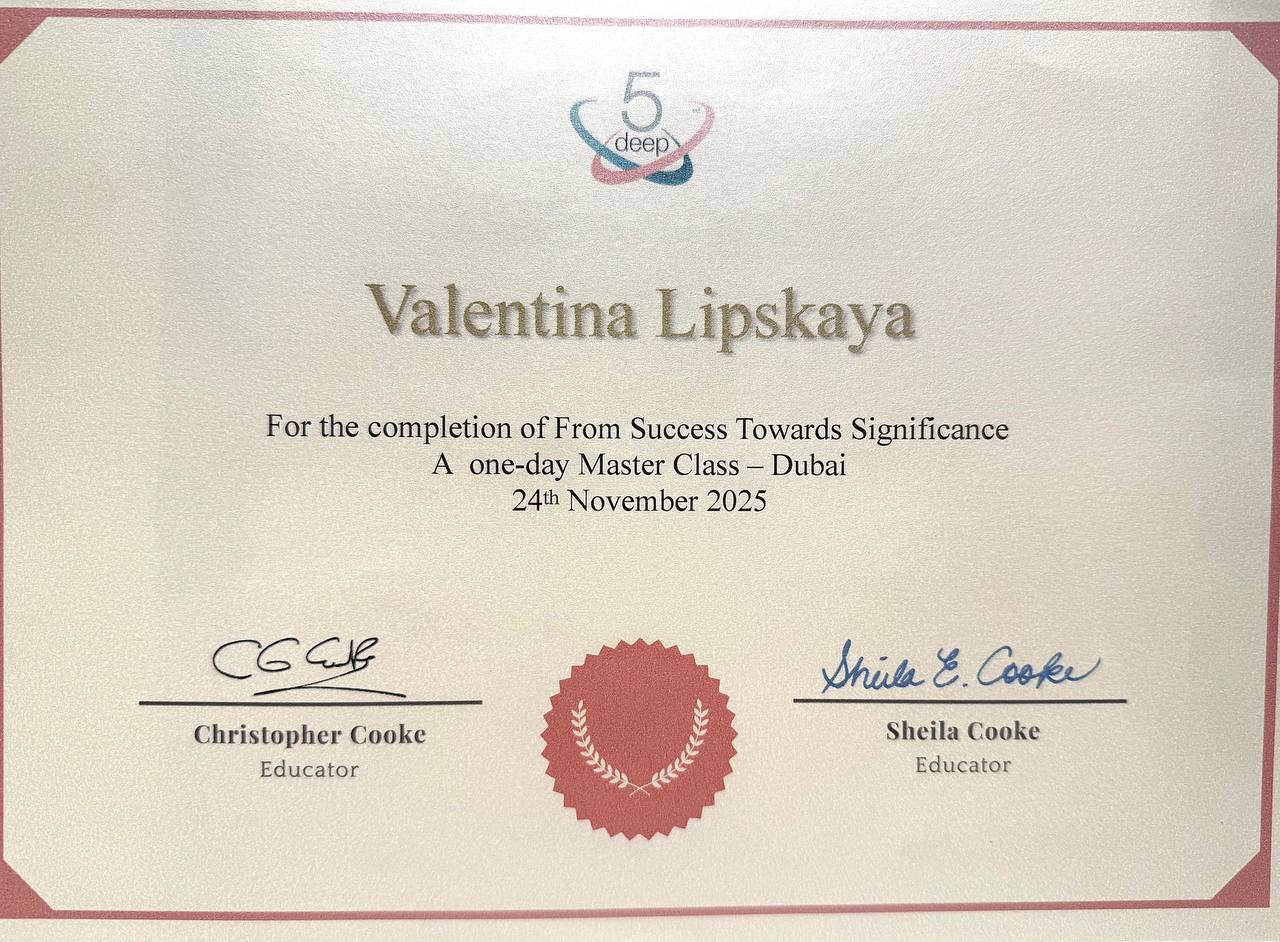 5
deep
Valentina Lipskaya
For the completion of From Success Towards Significance
A one-day Master Class – Dubai
24th November 2025
Sheila E. Cooke
Christopher Cooke
Sheila Cooke
Educator
Educator